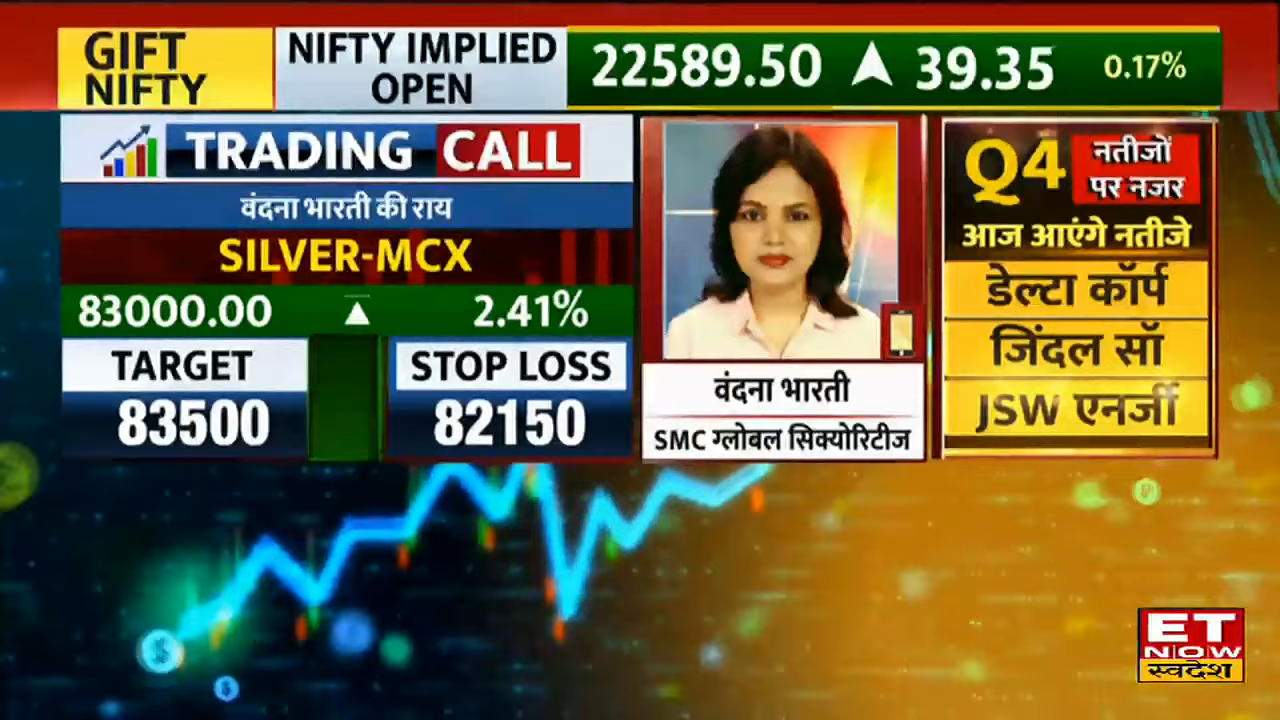 GIFT
NIFTY
NIFTY IMPLIED
OPEN
22589.50 39.35 0.17%
TRADING CALL
वंदना भारती की राय
SILVER-MCX
83000.00 2.41%
TARGET
83500
STOP LOSS
82150
वंदना भारती
SMC ग्लोबल सिक्योरिटीज
Q4 नतीजों
पर नजर
आज आएंगे नतीजे
डेल्टा कॉर्प
जिंदल सॉ
JSW एनर्जी
ET
NOW
स्वदेश